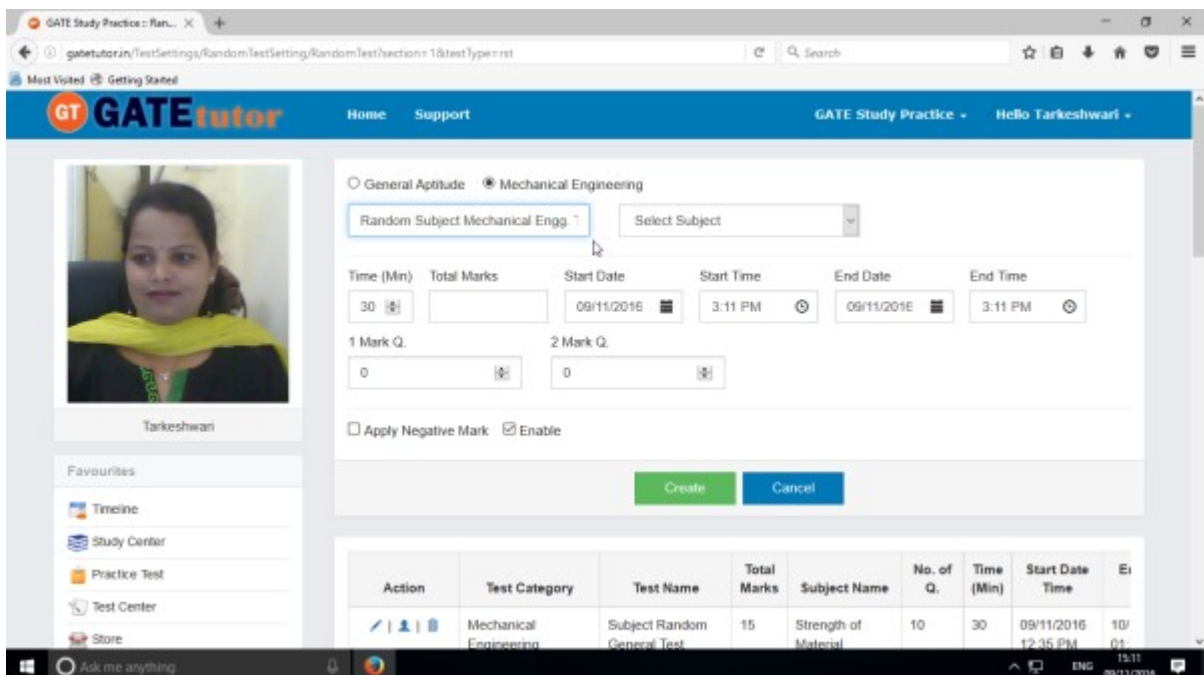 GATE Study Practice :: Ran...
gatetutor.in/TestSettings/RandomTestSetting/RandomTest?section=1&testType=rst
Search
Most Visited Getting Started
GT GATEtutor Home Support GATE Study Practice Hello Tarkeshwari
General Aptitude Mechanical Engineering
Random Subject Mechanical Engg. Select Subject
Time (Min) Total Marks Start Date Start Time End Date End Time
30 09/11/2016 3:11 PM 09/11/2016 3:11 PM
1 Mark Q. 2 Mark Q.
0 0
Apply Negative Mark Enable
Create Cancel
Tarkeshwari
Favourites
Timeline
Study Center
Practice Test
Test Center
Store
Action Test Category Test Name Total Marks Subject Name No. of Q. Time (Min) Start Date Time
Mechanical Engineering Subject Random General Test 15 Strength of Material 10 30 09/11/2016 12:35 PM 10/ 01:
Ask me anything ENG 15:11
09/11/2016